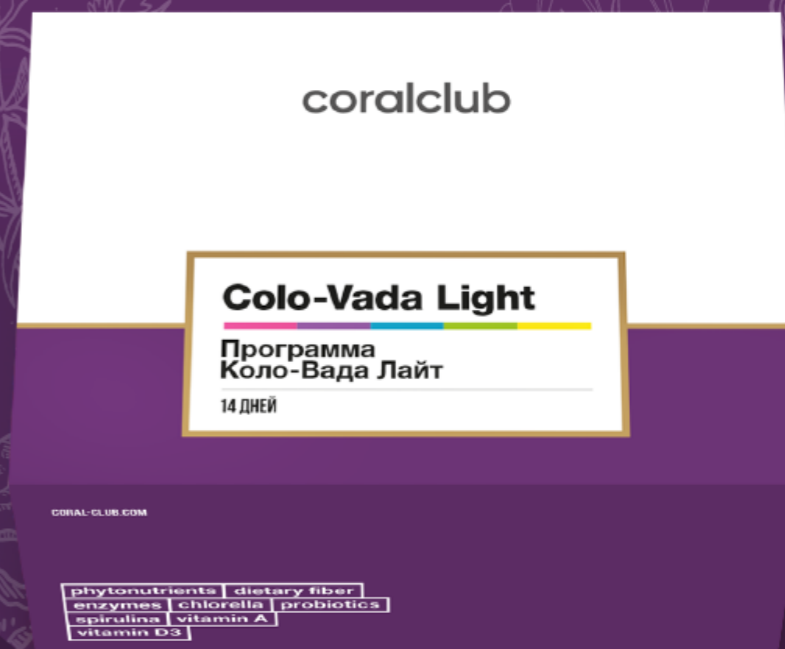 coralclub
Colo-Vada Light
Программа
Коло-Вада Лайт
14 ДНЕЙ
CORAL-CLUB.COM
phytonutrients dietary fiber
enzymes chlorella probiotics
spirulina vitamin A
vitamin D3